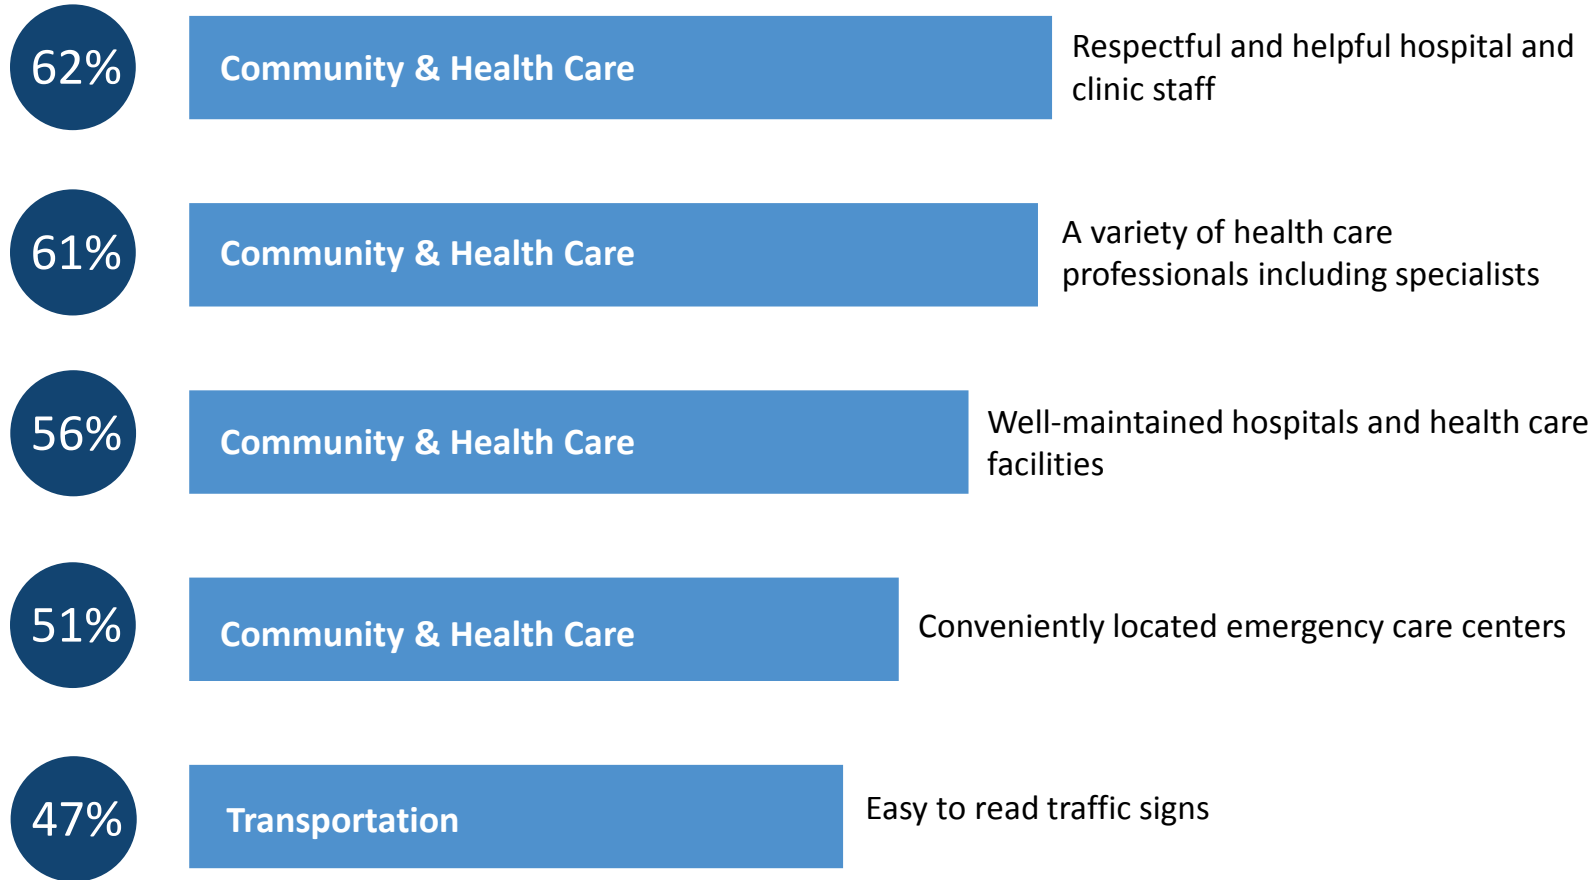 62%
Community & Health Care
Respectful and helpful hospital and
clinic staff
61%
Community & Health Care
A variety of health care
professionals including specialists
56%
Community & Health Care
Well-maintained hospitals and health care
facilities
51%
Community & Health Care
Conveniently located emergency care centers
47%
Transportation
Easy to read traffic signs